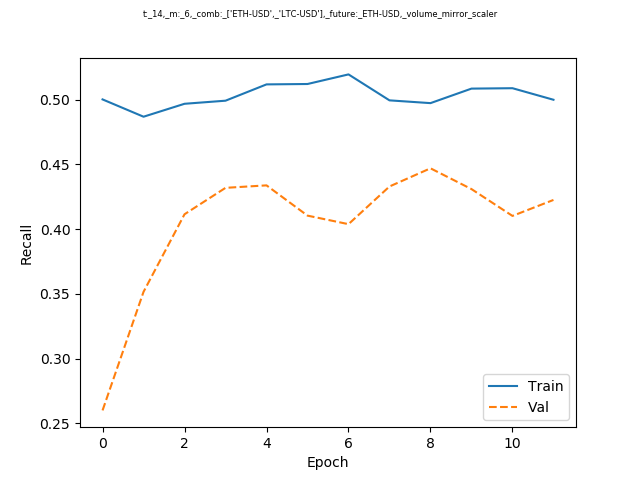 t:_14,_m:_6,_comb:_['ETH-USD',_'LTC-USD'],_future:_ETH-USD,_volume_mirror_scaler
0.50
0.45
0.40
0.35
0.30
0.25
Recall
0 2 4 6 8 10
Epoch
Train
Val